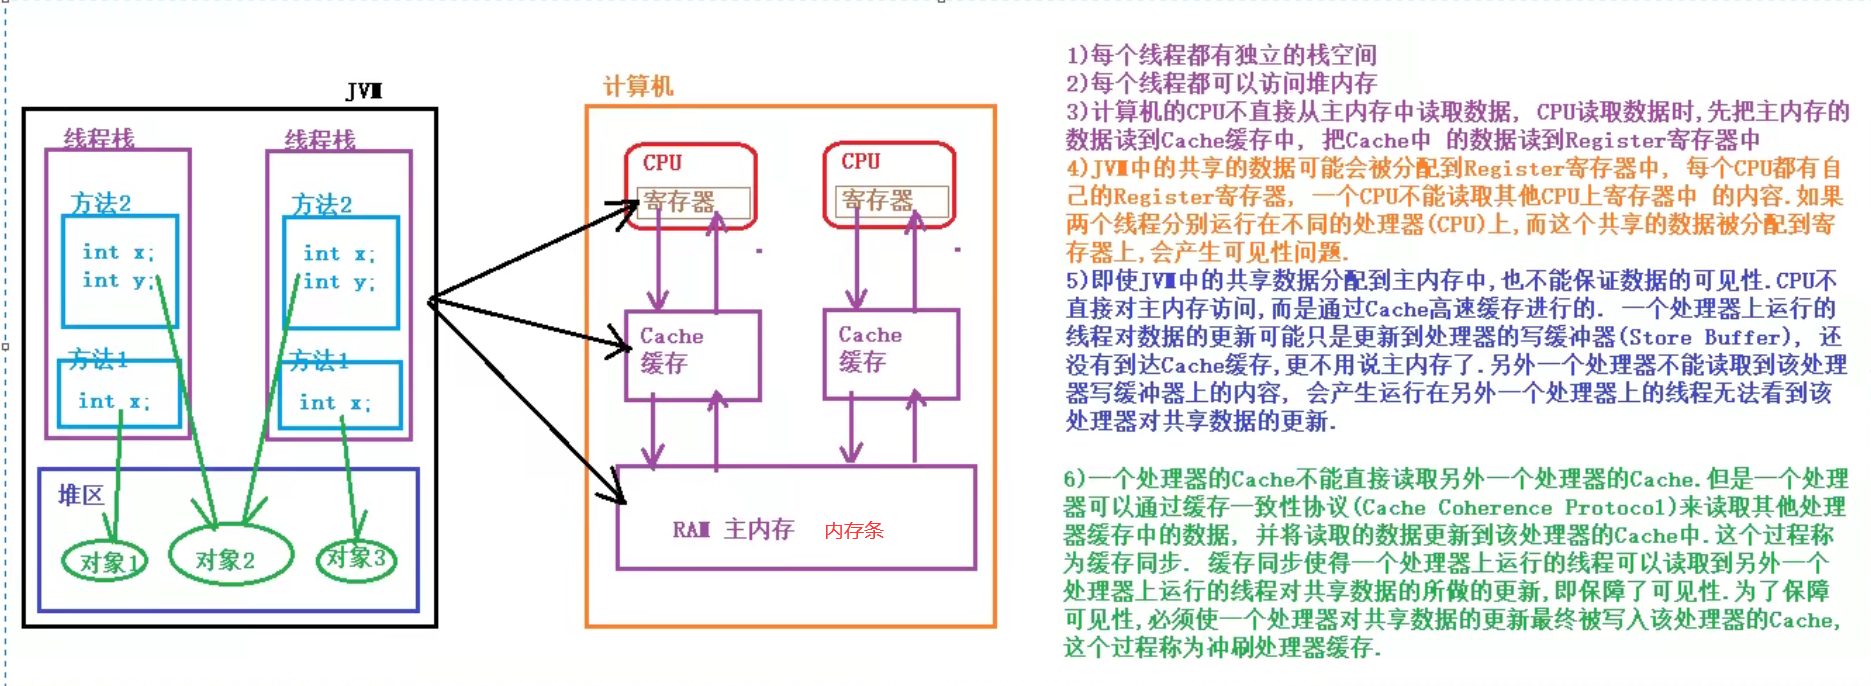 JVM
线程栈
线程栈
方法2
int x;
int y;
方法2
int x;
int y;
方法1
int x;
方法1
int x;
堆区
对象1
对象2
对象3
计算机
CPU
寄存器
CPU
寄存器
Cache
缓存
Cache
缓存
RAM 主内存 内存条
1)每个线程都有独立的栈空间
2)每个线程都可以访问堆内存
3)计算机的CPU不直接从主内存中读取数据, CPU读取数据时,先把主内存的
数据读到Cache缓存中, 把Cache中 的数据读到Register寄存器中
4)JVM中的共享的数据可能会被分配到Register寄存器中, 每个CPU都有自
己的Register寄存器, 一个CPU不能读取其他CPU上寄存器中 的内容.如果
两个线程分别运行在不同的处理器(CPU)上,而这个共享的数据被分配到寄
存器上,会产生可见性问题.
5)即使JVM中的共享数据分配到主内存中,也不能保证数据的可见性.CPU不
直接对主内存访问,而是通过Cache高速缓存进行的. 一个处理器上运行的
线程对数据的更新可能只是更新到处理器的写缓冲器(Store Buffer), 还
没有到达Cache缓存,更不用说主内存了.另外一个处理器不能读取到该处理
器写缓冲器上的内容, 会产生运行在另外一个处理器上的线程无法看到该
处理器对共享数据的更新.
6)一个处理器的Cache不能直接读取另外一个处理器的Cache.但是一个处理
器可以通过缓存一致性协议(Cache Coherence Protocol)来读取其他处理
器缓存中的数据, 并将读取的数据更新到该处理器的Cache中.这个过程称
为缓存同步. 缓存同步使得一个处理器上运行的线程可以读取到另外一个
处理器上运行的线程对共享数据的所做的更新,即保障了可见性.为了保障
可见性,必须使一个处理器对共享数据的更新最终被写入该处理器的Cache,
这个过程称为冲刷处理器缓存.